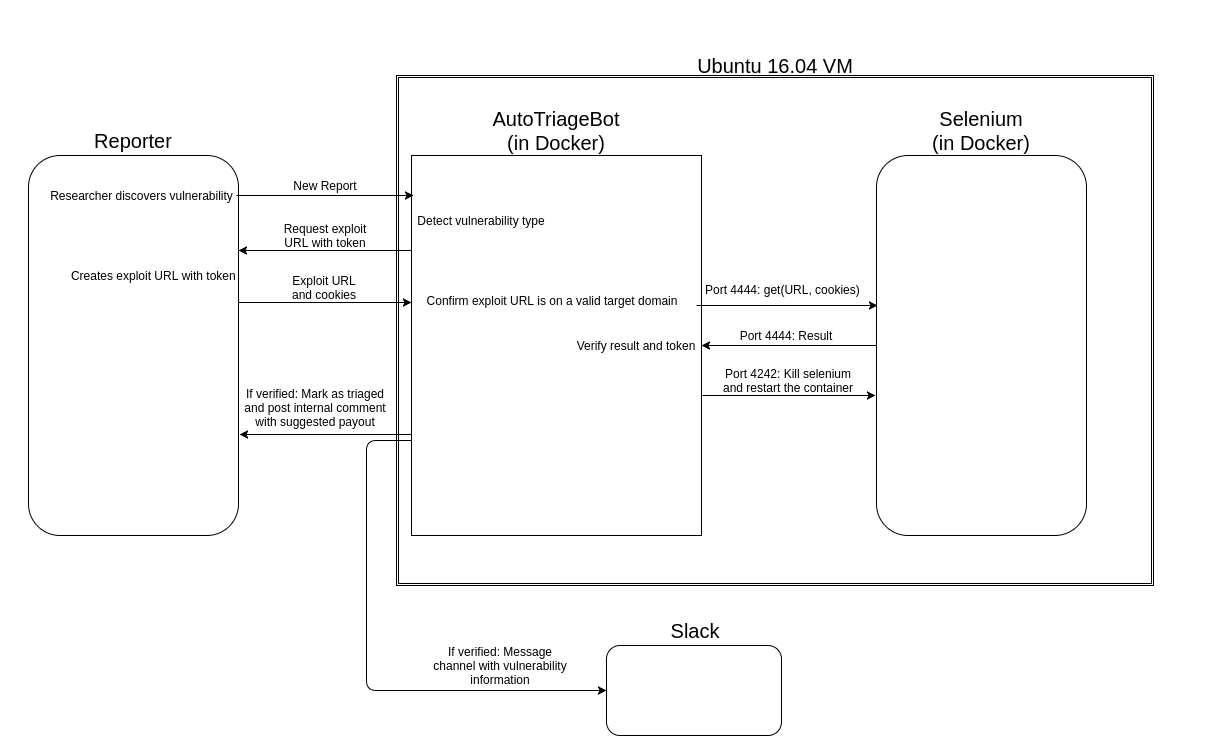 Ubuntu 16.04 VM
Reporter
AutoTriageBot
(in Docker)
Selenium
(in Docker)
Researcher discovers vulnerability
New Report
Detect vulnerability type
Request exploit
URL with token
Creates exploit URL with token
Exploit URL
and cookies
Confirm exploit URL is on a valid target domain
Port 4444: get(URL, cookies)
Verify result and token
Port 4444: Result
Port 4242: Kill selenium
and restart the container
If verified: Mark as triaged
and post internal comment
with suggested payout
Slack
If verified: Message
channel with vulnerability
information